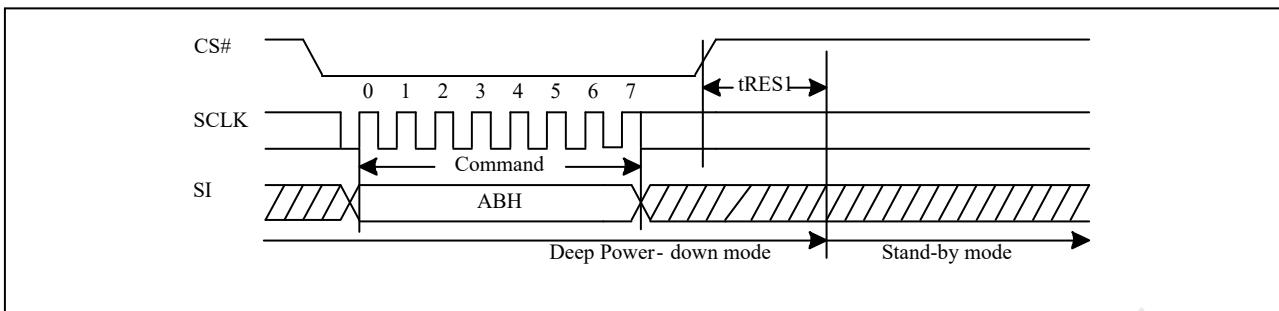 CS#
tRES1
0 1 2 3 4 5 6 7
SCLK
Command
SI
ABH
Deep Power- down mode Stand-by mode